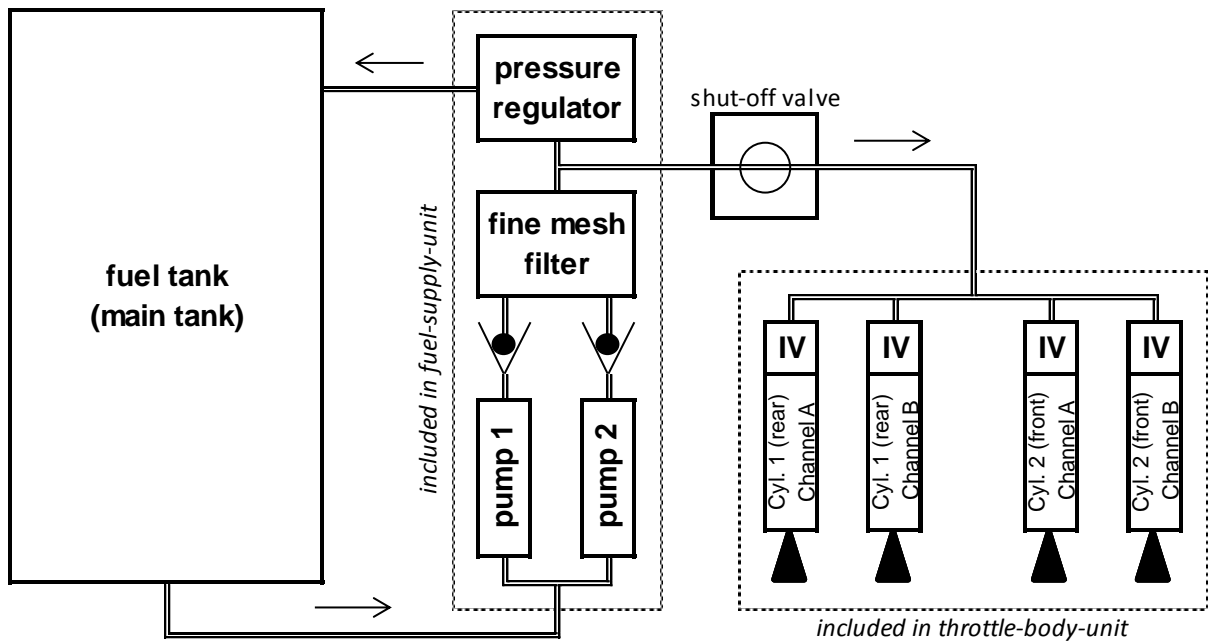 pressure
regulator
shut-off valve
fine mesh
filter
included in fuel-supply-unit
fuel tank
(main tank)
pump 1
pump 2
IV
IV
IV
IV
Cyl. 1 (rear)
Channel A
Cyl. 1 (rear)
Channel B
Cyl. 2 (front)
Channel A
Cyl. 2 (front)
Channel B
included in throttle-body-unit